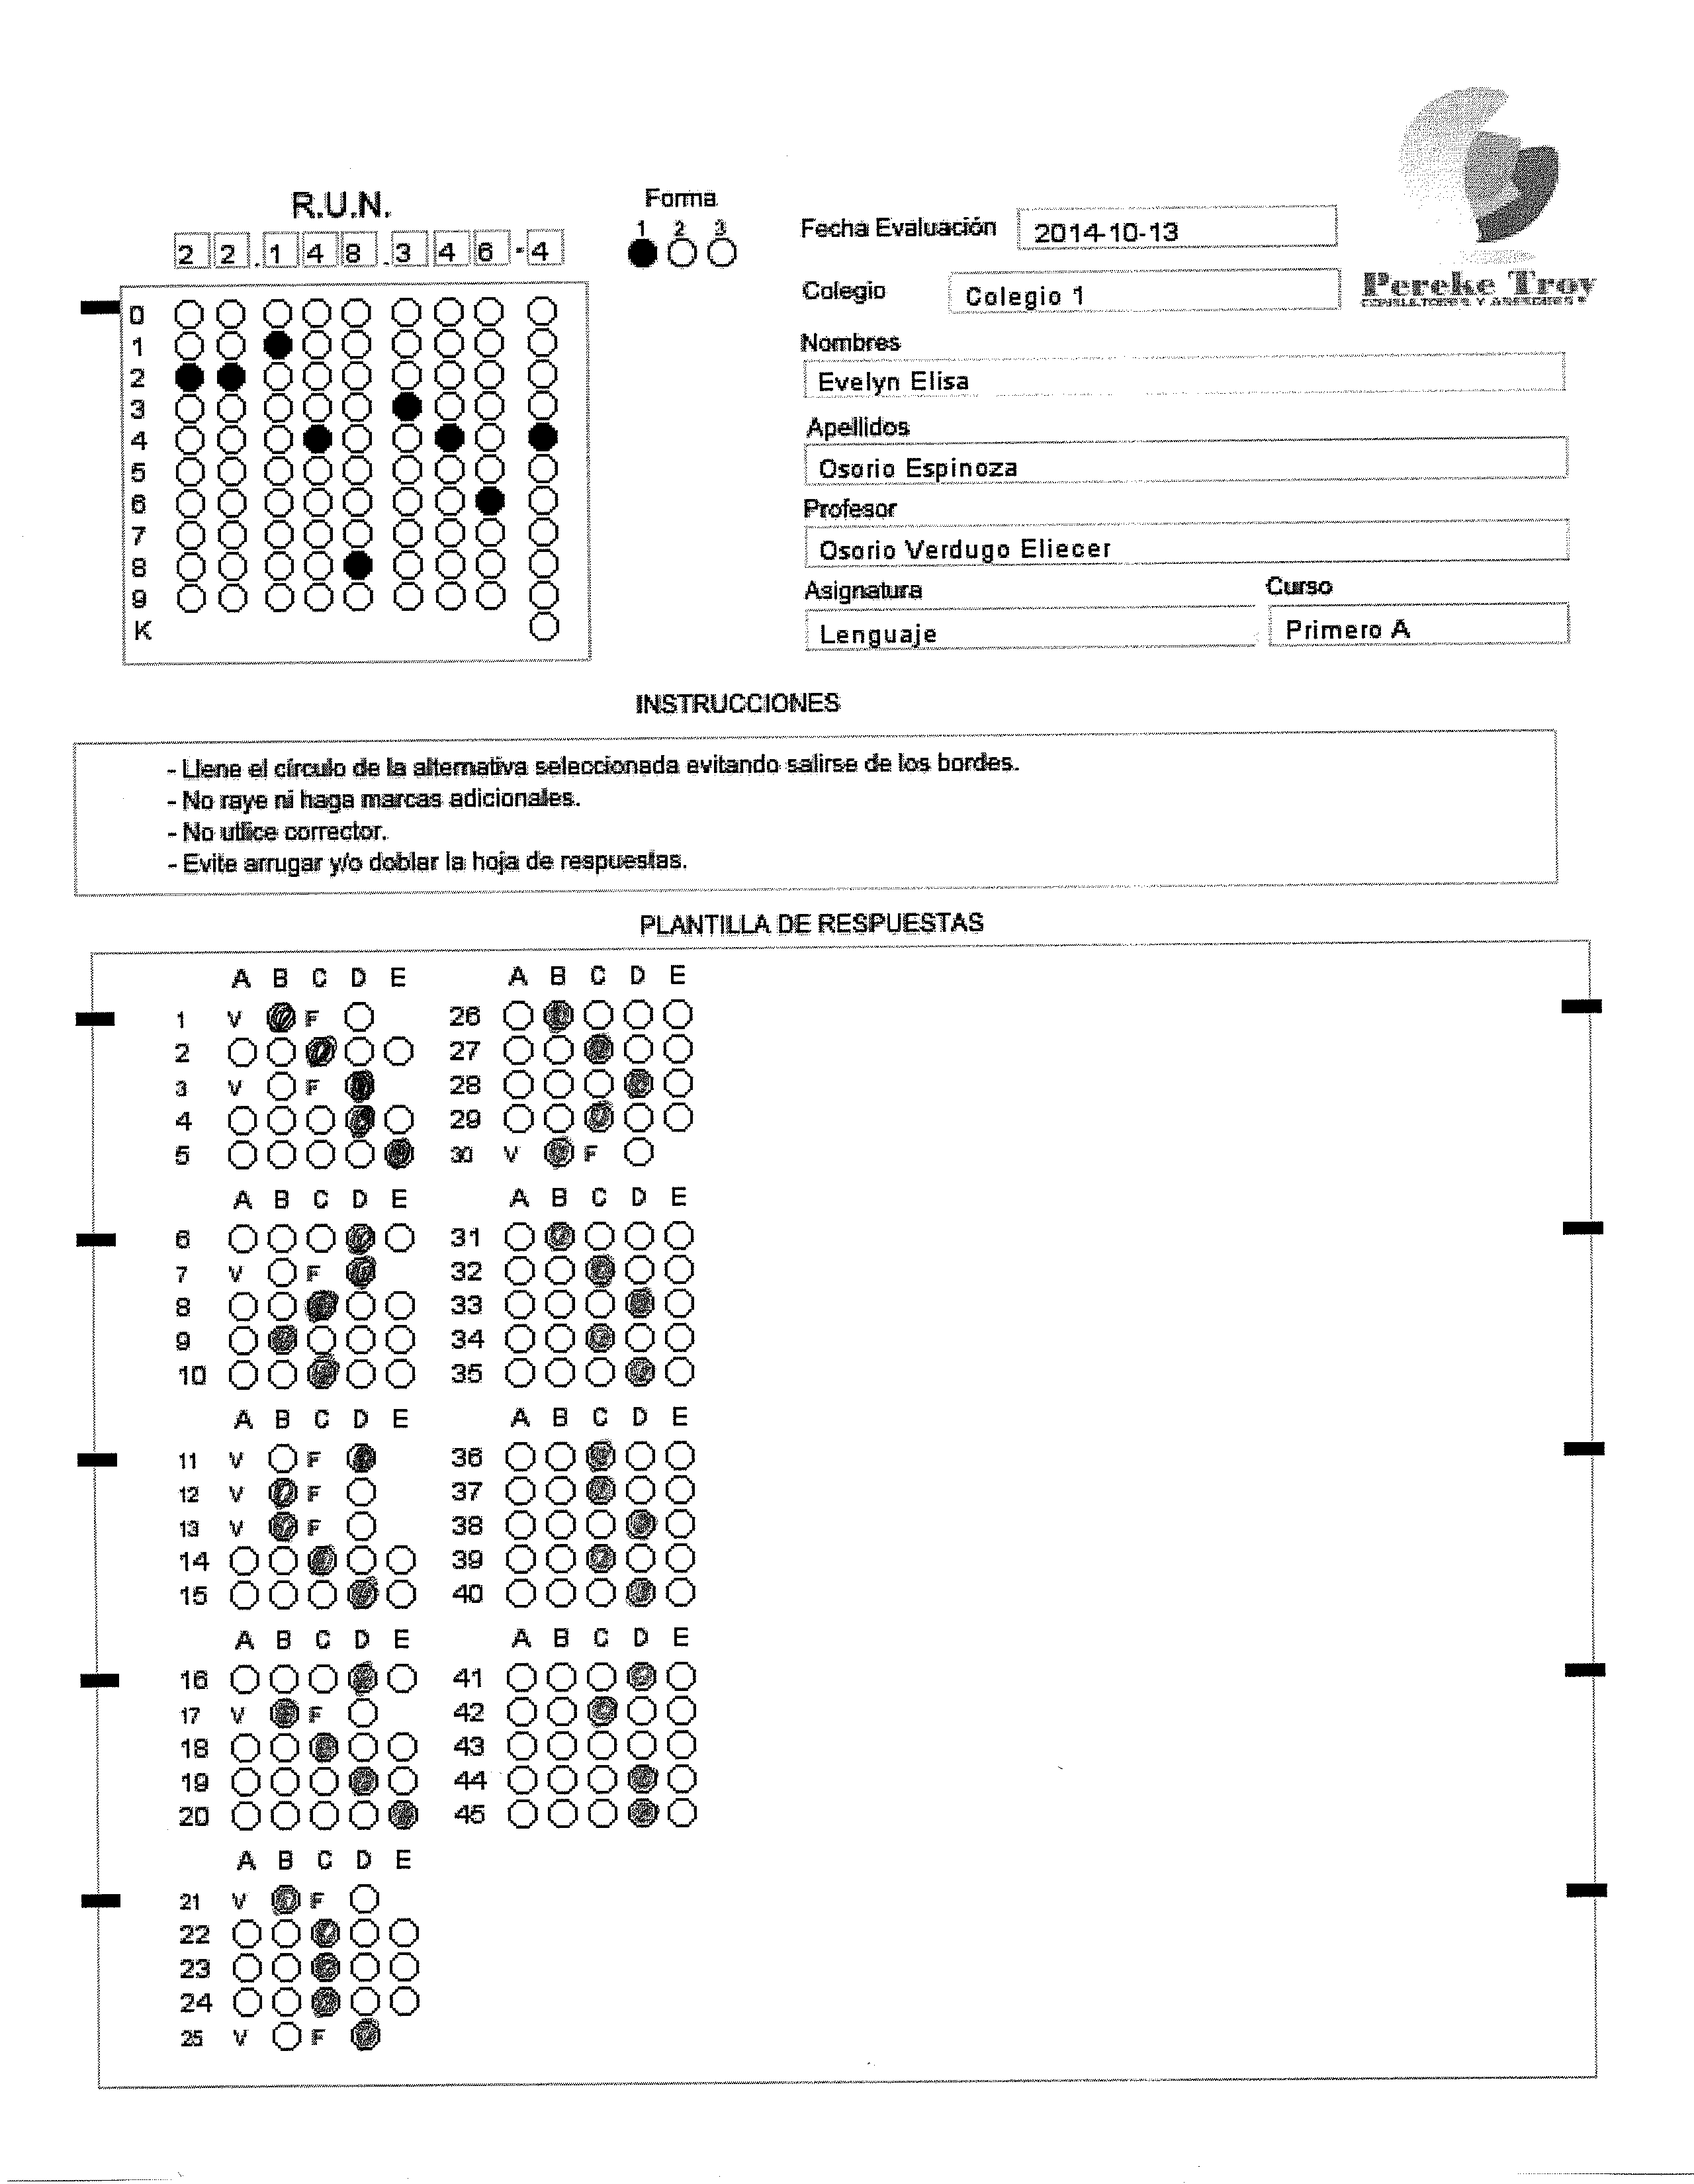 R.U.N.
2 2 . 1 4 8 . 3 4 6 - 4
0
1
2
3
4
5
6
7
8
9
K
Forma
1 2 3
Fecha Evaluación 2014-10-13
Colegio Colegio 1
Pereke Troy
CONSULTORES Y ASESORES
Nombres
Evelyn Elisa
Apellidos
Osorio Espinoza
Profesor
Osorio Verdugo Eliecer
Asignatura Curso
Lenguaje Primero A
INSTRUCCIONES
- Llene el círculo de la alternativa seleccionada evitando salirse de los bordes.
- No raye ni haga marcas adicionales.
- No utilice corrector.
- Evite arrugar y/o doblar la hoja de respuestas.
PLANTILLA DE RESPUESTAS
A B C D E
1 V F
2
3 V F
4
5
A B C D E
6
7 V F
8
9
10
A B C D E
11 V F
12 V F
13 V F
14
15
A B C D E
16
17 V F
18
19
20
A B C D E
21 V F
22
23
24
25 V F
A B C D E
26
27
28
29
30 V F
A B C D E
31
32
33
34
35
A B C D E
36
37
38
39
40
A B C D E
41
42
43
44
45